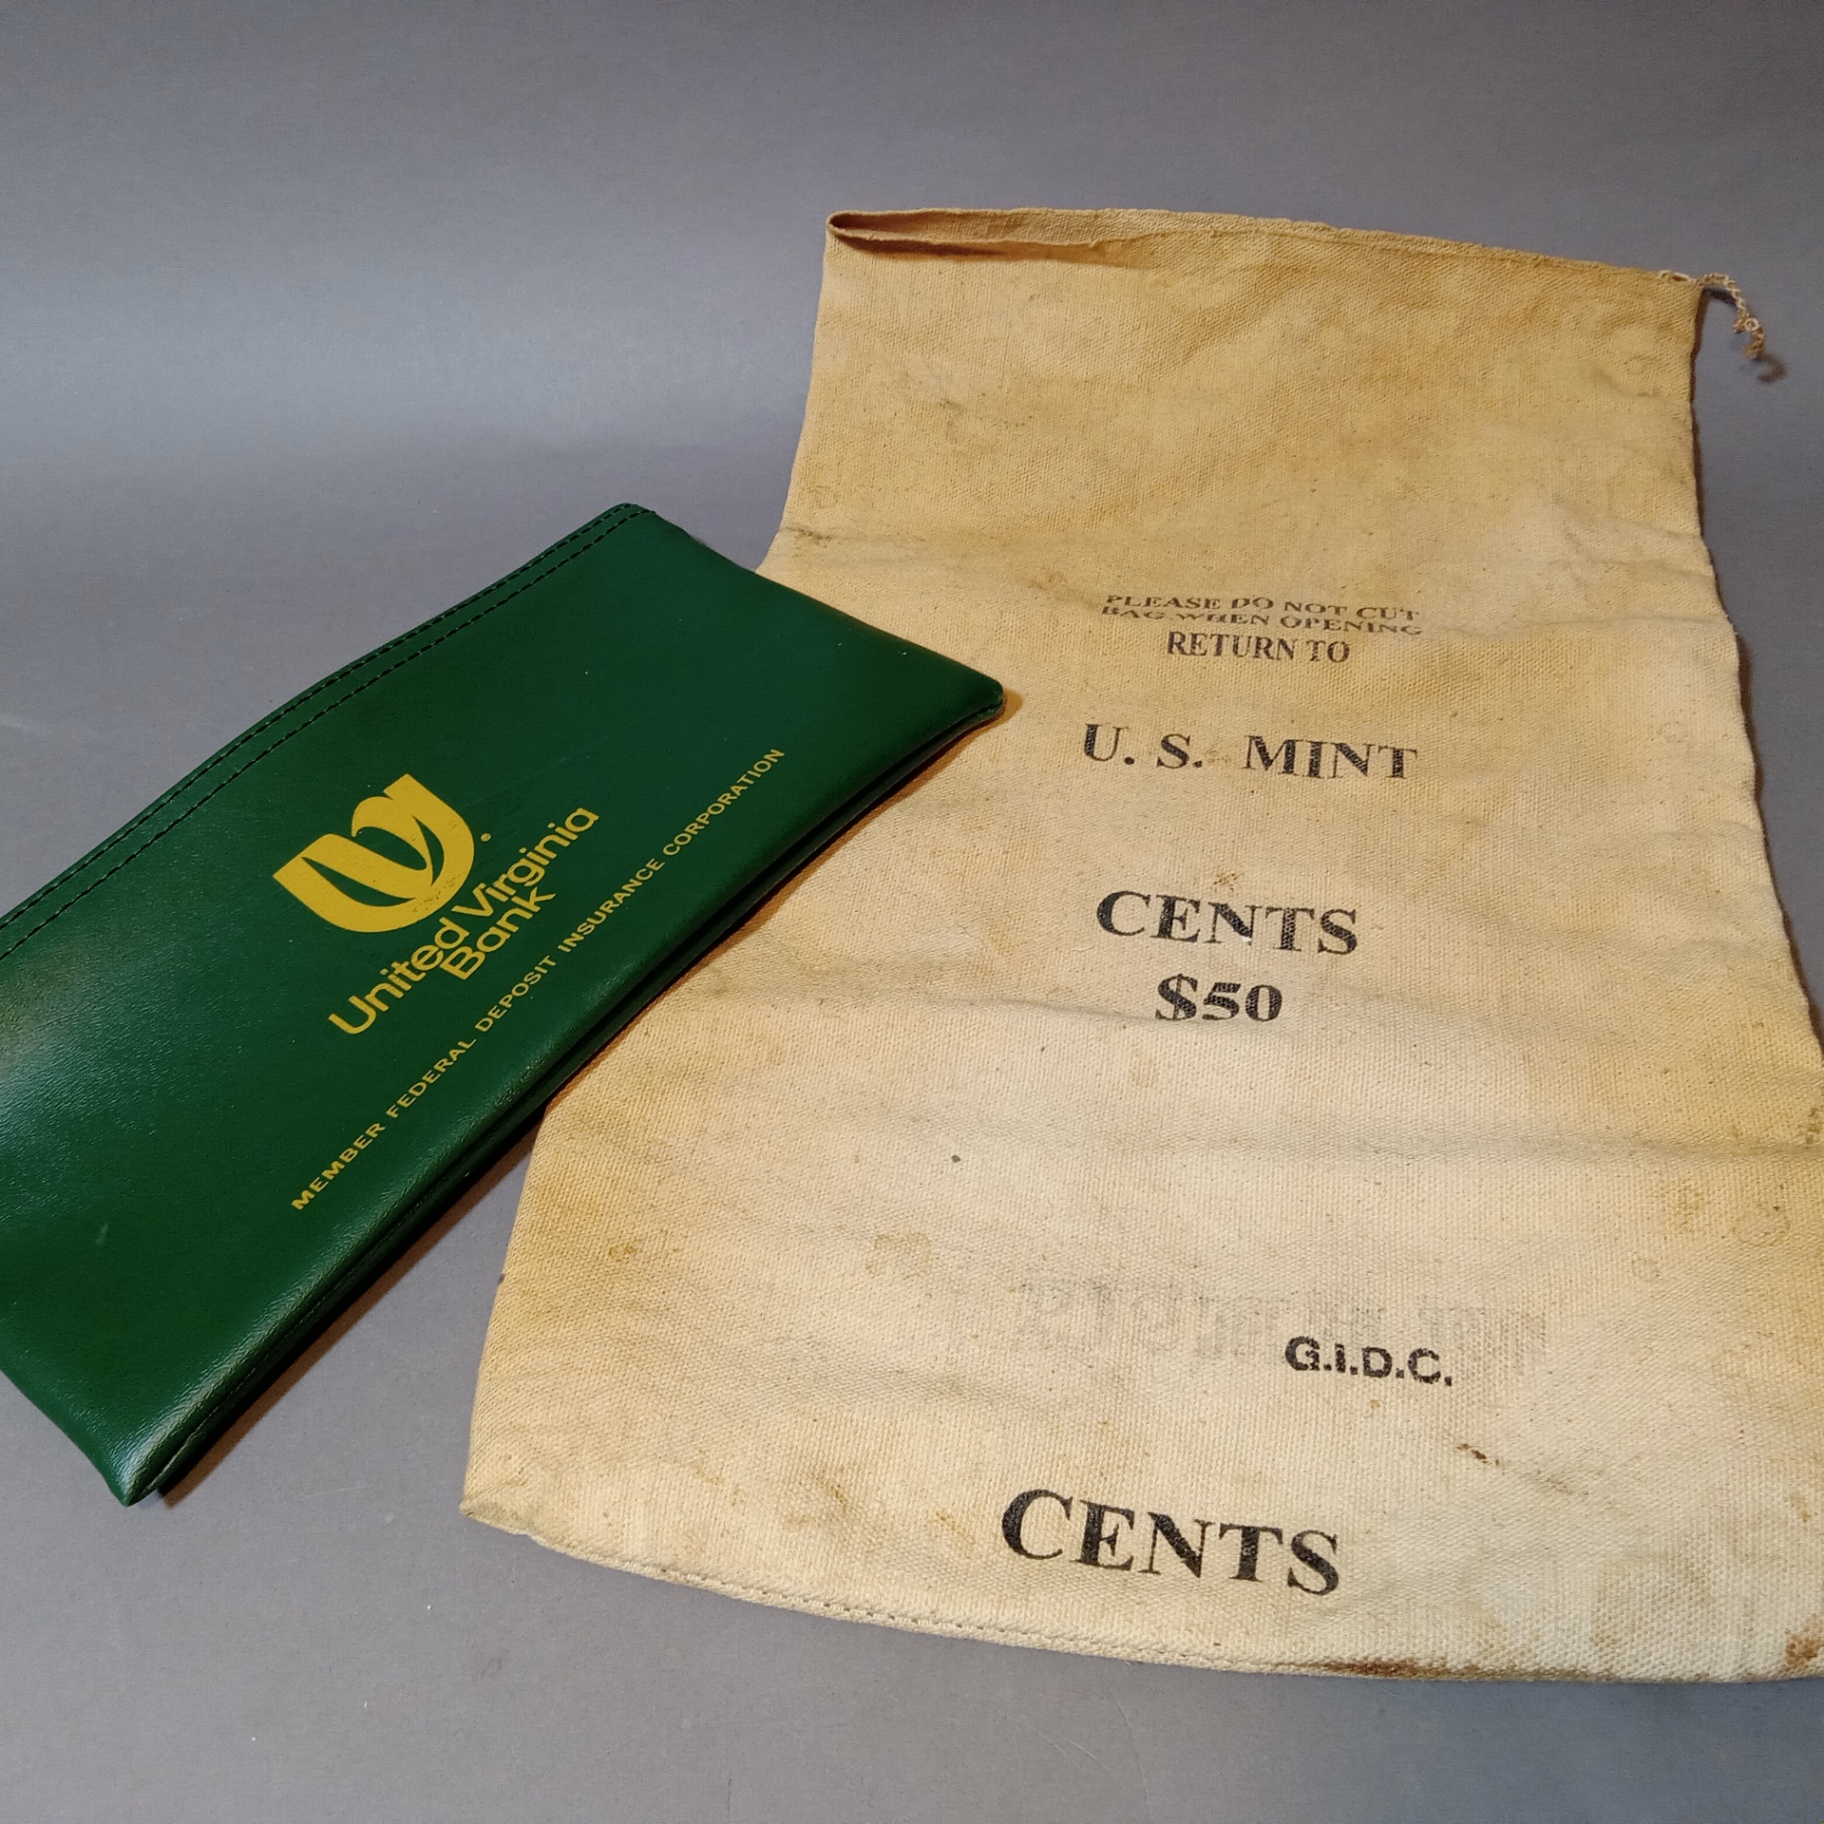 United Virginia
Bank
MEMBER FEDERAL DEPOSIT INSURANCE CORPORATION
PLEASE DO NOT CUT
BAG WHEN OPENING
RETURN TO
U. S. MINT
CENTS
$50
G.I.D.C.
CENTS